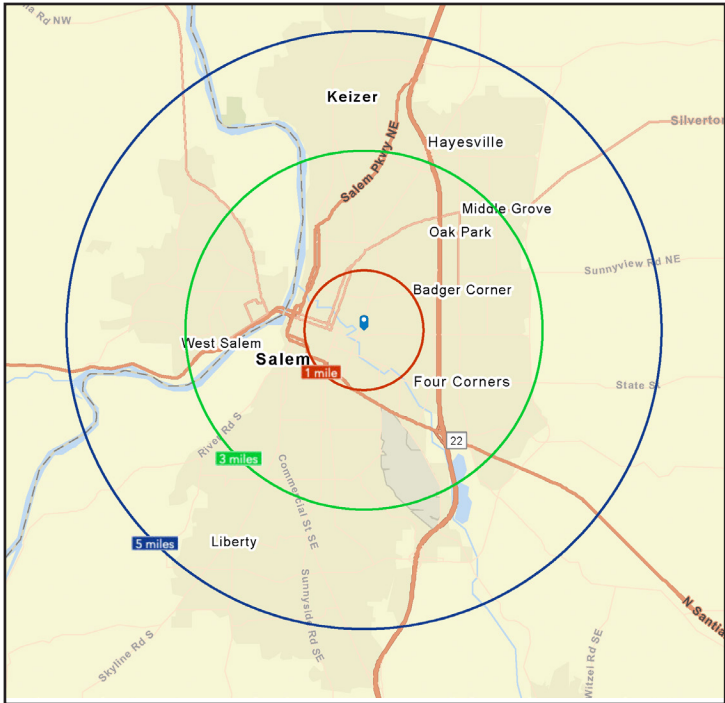 na Rd NW
Keizer
Salem Pkwy NE
Hayesville
Silverton
Middle Grove
Oak Park
Sunnyview Rd NE
Badger Corner
West Salem
Salem
1 mile
Four Corners
State St
River Rd S
22
3 miles
Commercial St SE
5 miles
Liberty
Sunnyside Rd SE
N Santia
Skyline Rd S
Witzel Rd SE